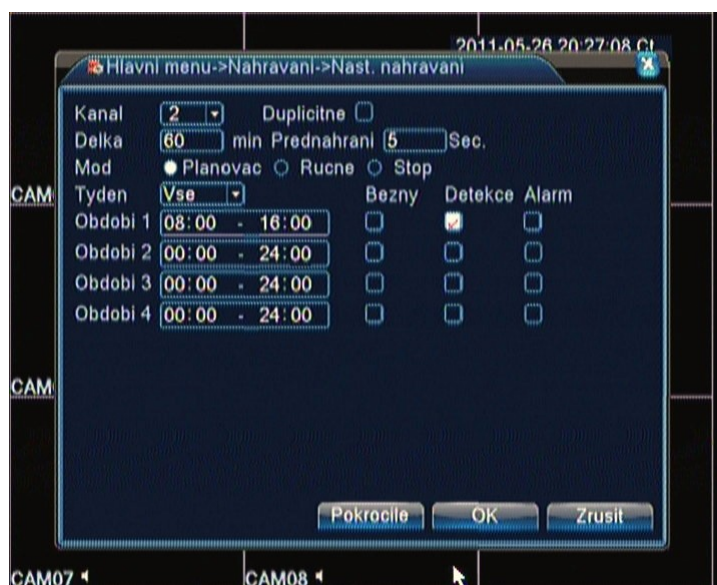 2011-05-26 20:27:08 Ct
Hlavni menu->Nahravani->Nast. nahravani
Kanal 2 Duplicitne
Delka 60 min Prednahrani 5 Sec.
Mod Planovac Rucne Stop
CAM
Tyden Vse Bezny Detekce Alarm
Obdobi 1 08:00 - 16:00
Obdobi 2 00:00 - 24:00
Obdobi 3 00:00 - 24:00
Obdobi 4 00:00 - 24:00
CAM
Pokrocile OK Zrusit
CAM07 CAM08